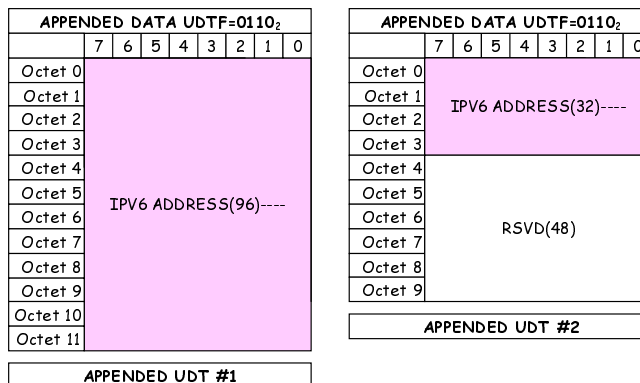 APPENDED DATA UDTF=0110₂
7 6 5 4 3 2 1 0
Octet 0
Octet 1
Octet 2
Octet 3
Octet 4
Octet 5
Octet 6
Octet 7
Octet 8
Octet 9
Octet 10
Octet 11
IPV6 ADDRESS(96)----
APPENDED UDT #1
APPENDED DATA UDTF=0110₂
7 6 5 4 3 2 1 0
Octet 0
Octet 1
Octet 2
Octet 3
Octet 4
Octet 5
Octet 6
Octet 7
Octet 8
Octet 9
IPV6 ADDRESS(32)----
RSVD(48)
APPENDED UDT #2